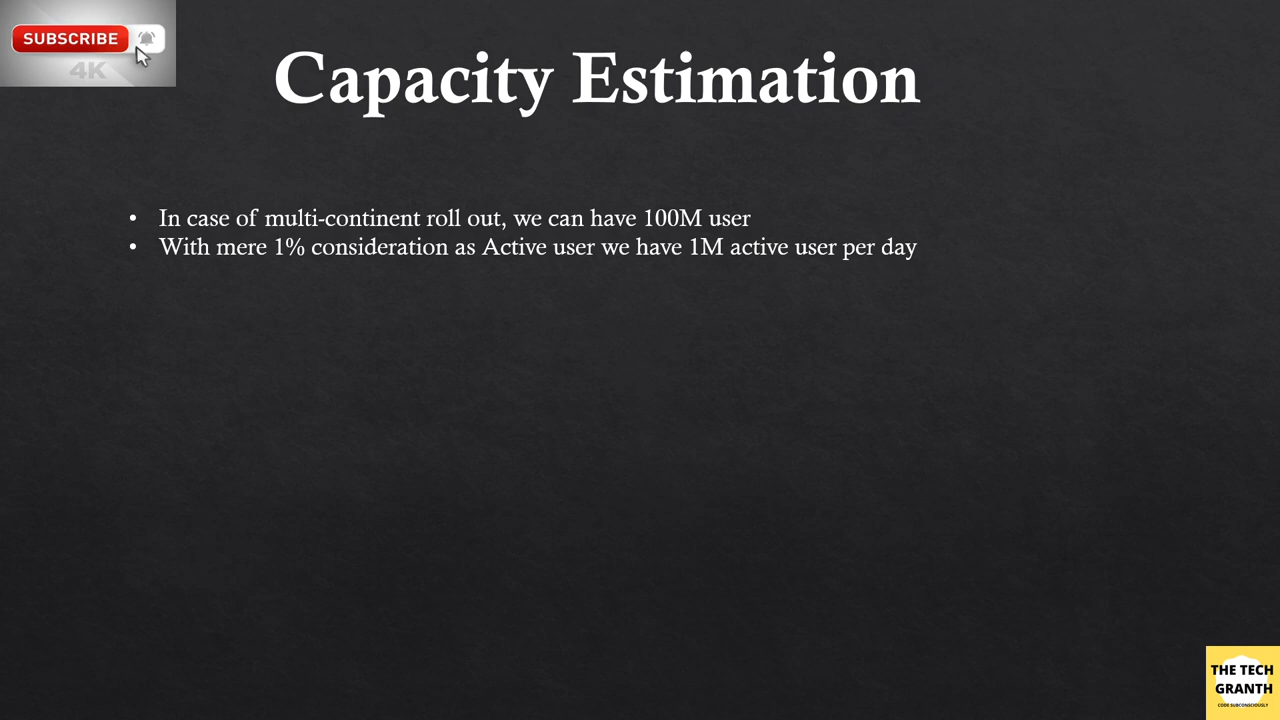 SUBSCRIBE
4K
Capacity Estimation
• In case of multi-continent roll out, we can have 100M user
• With mere 1% consideration as Active user we have 1M active user per day
THE TECH
GRANTH
CODE SUBCONSCIOUSLY